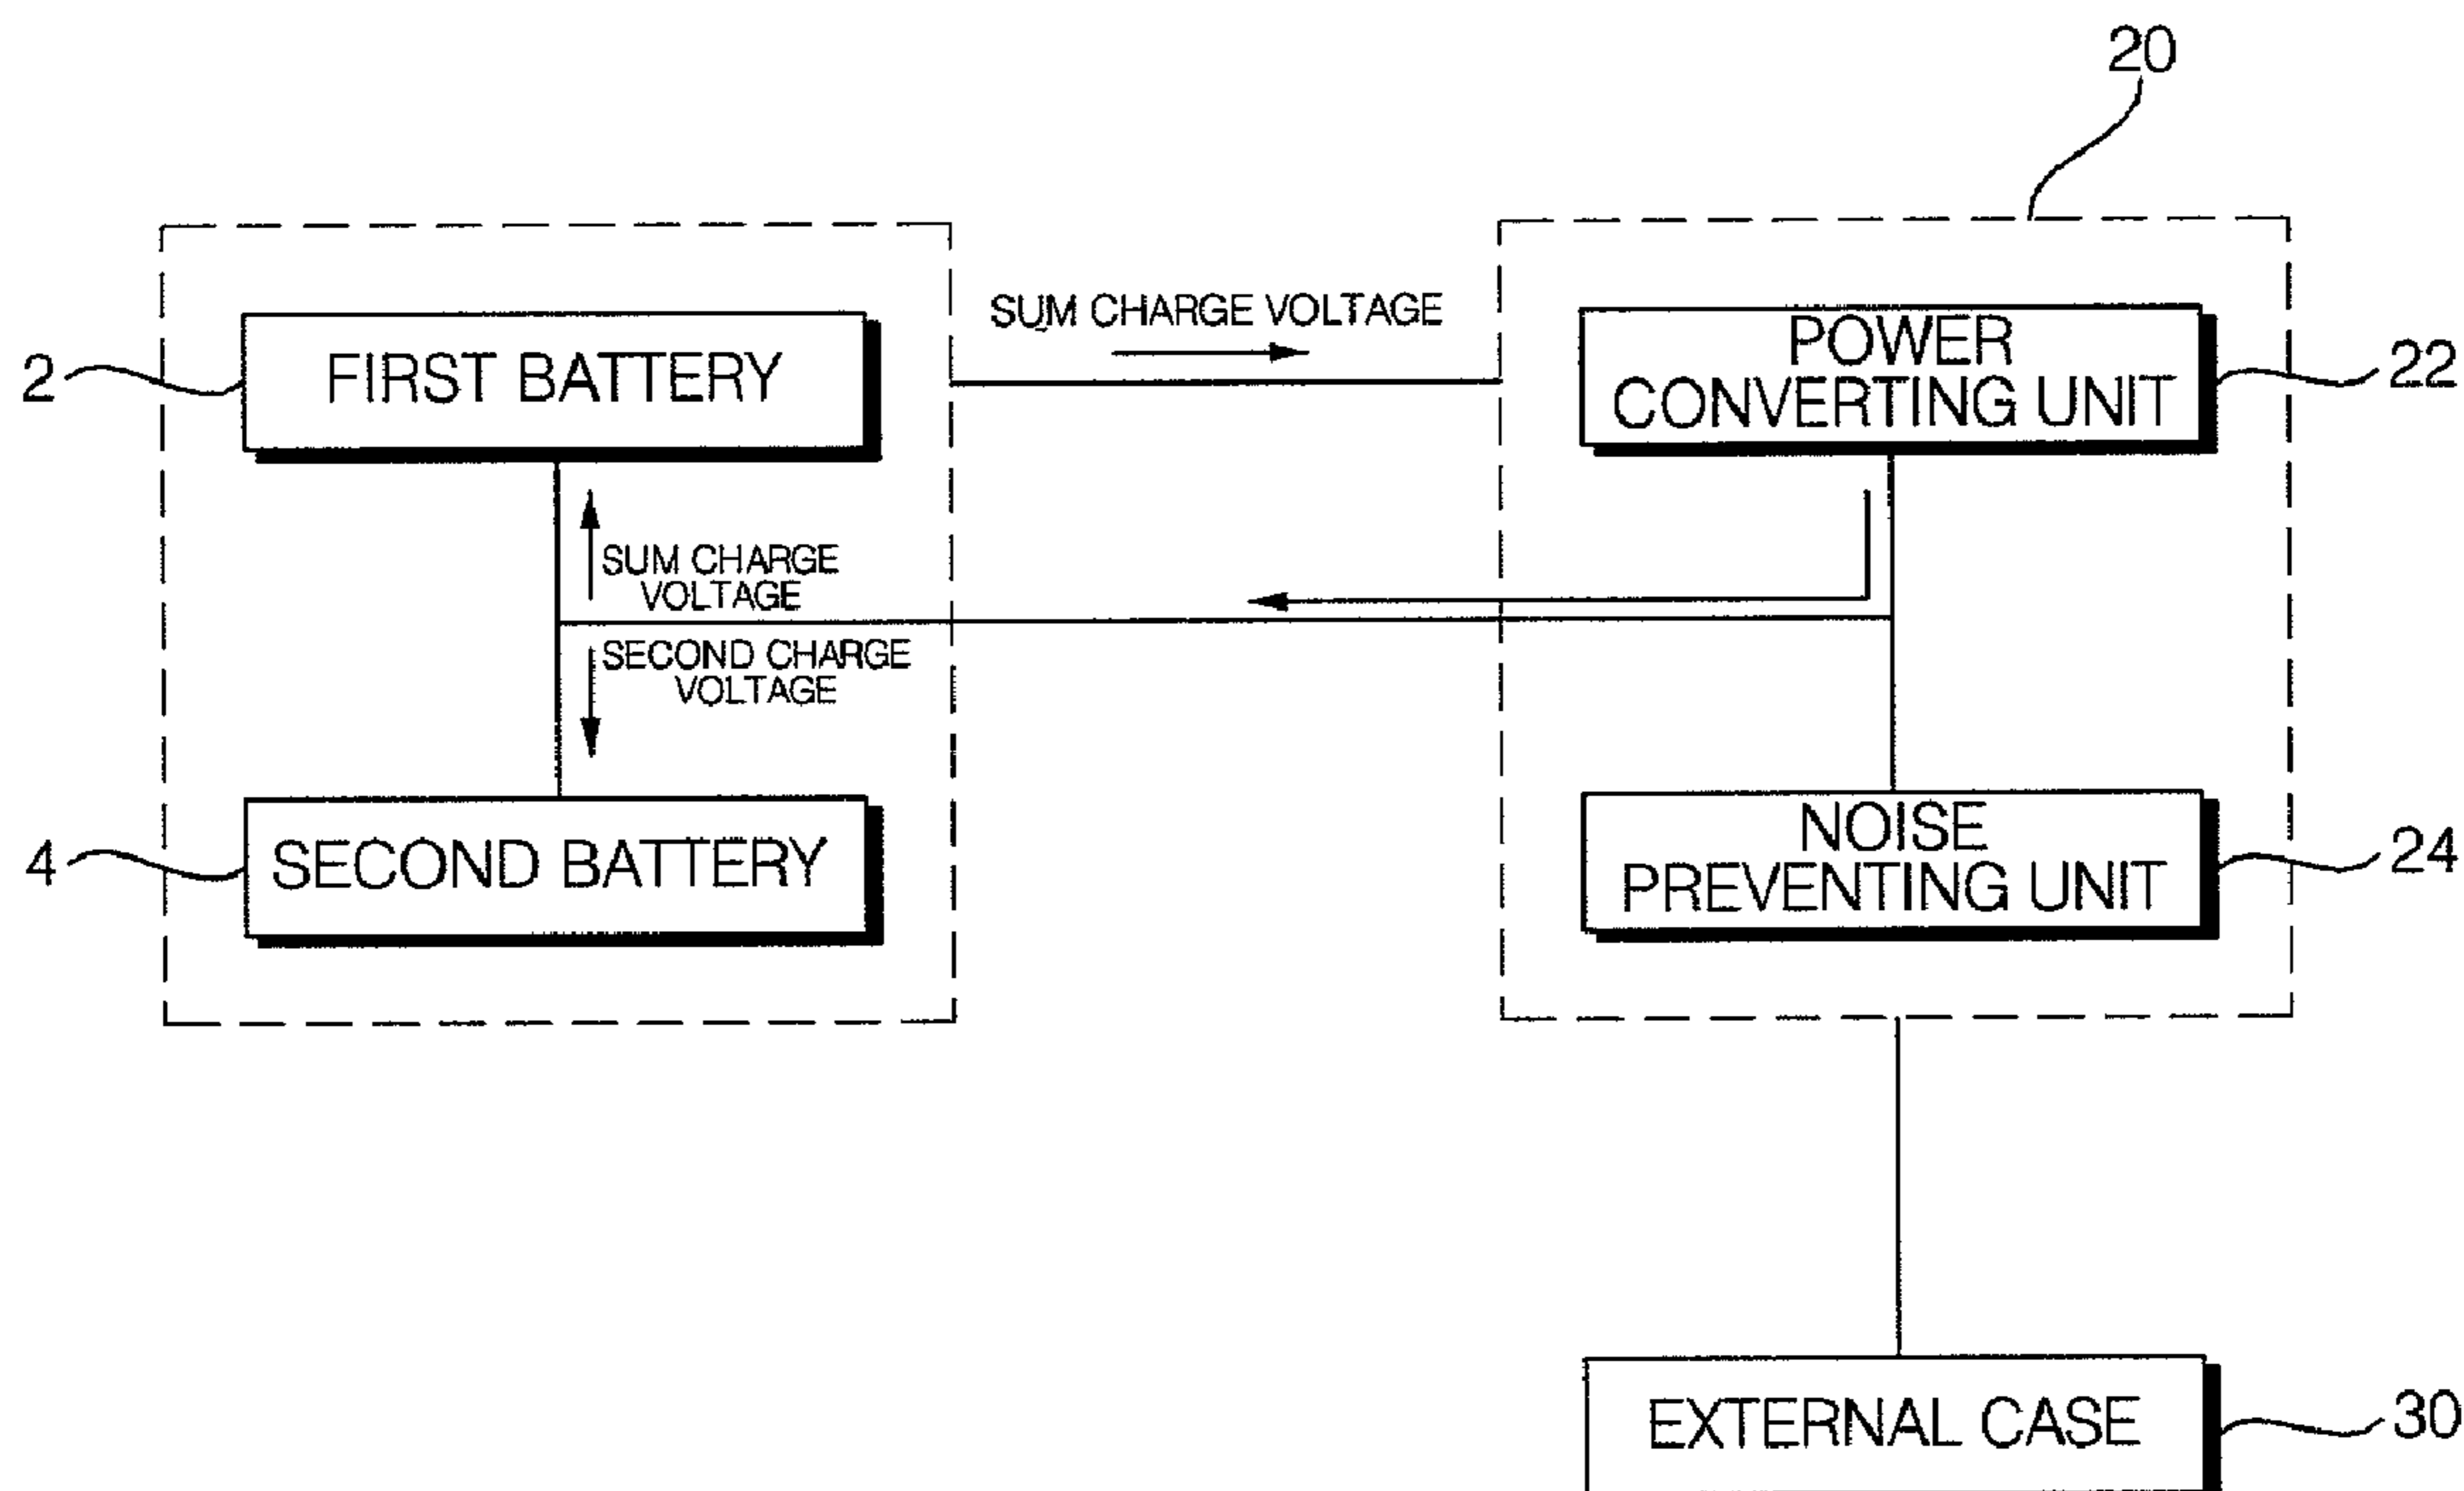 20
SUM CHARGE VOLTAGE
2
FIRST BATTERY
POWER
CONVERTING UNIT
22
SUM CHARGE
VOLTAGE
SECOND CHARGE
VOLTAGE
4
SECOND BATTERY
NOISE
PREVENTING UNIT
24
EXTERNAL CASE
30